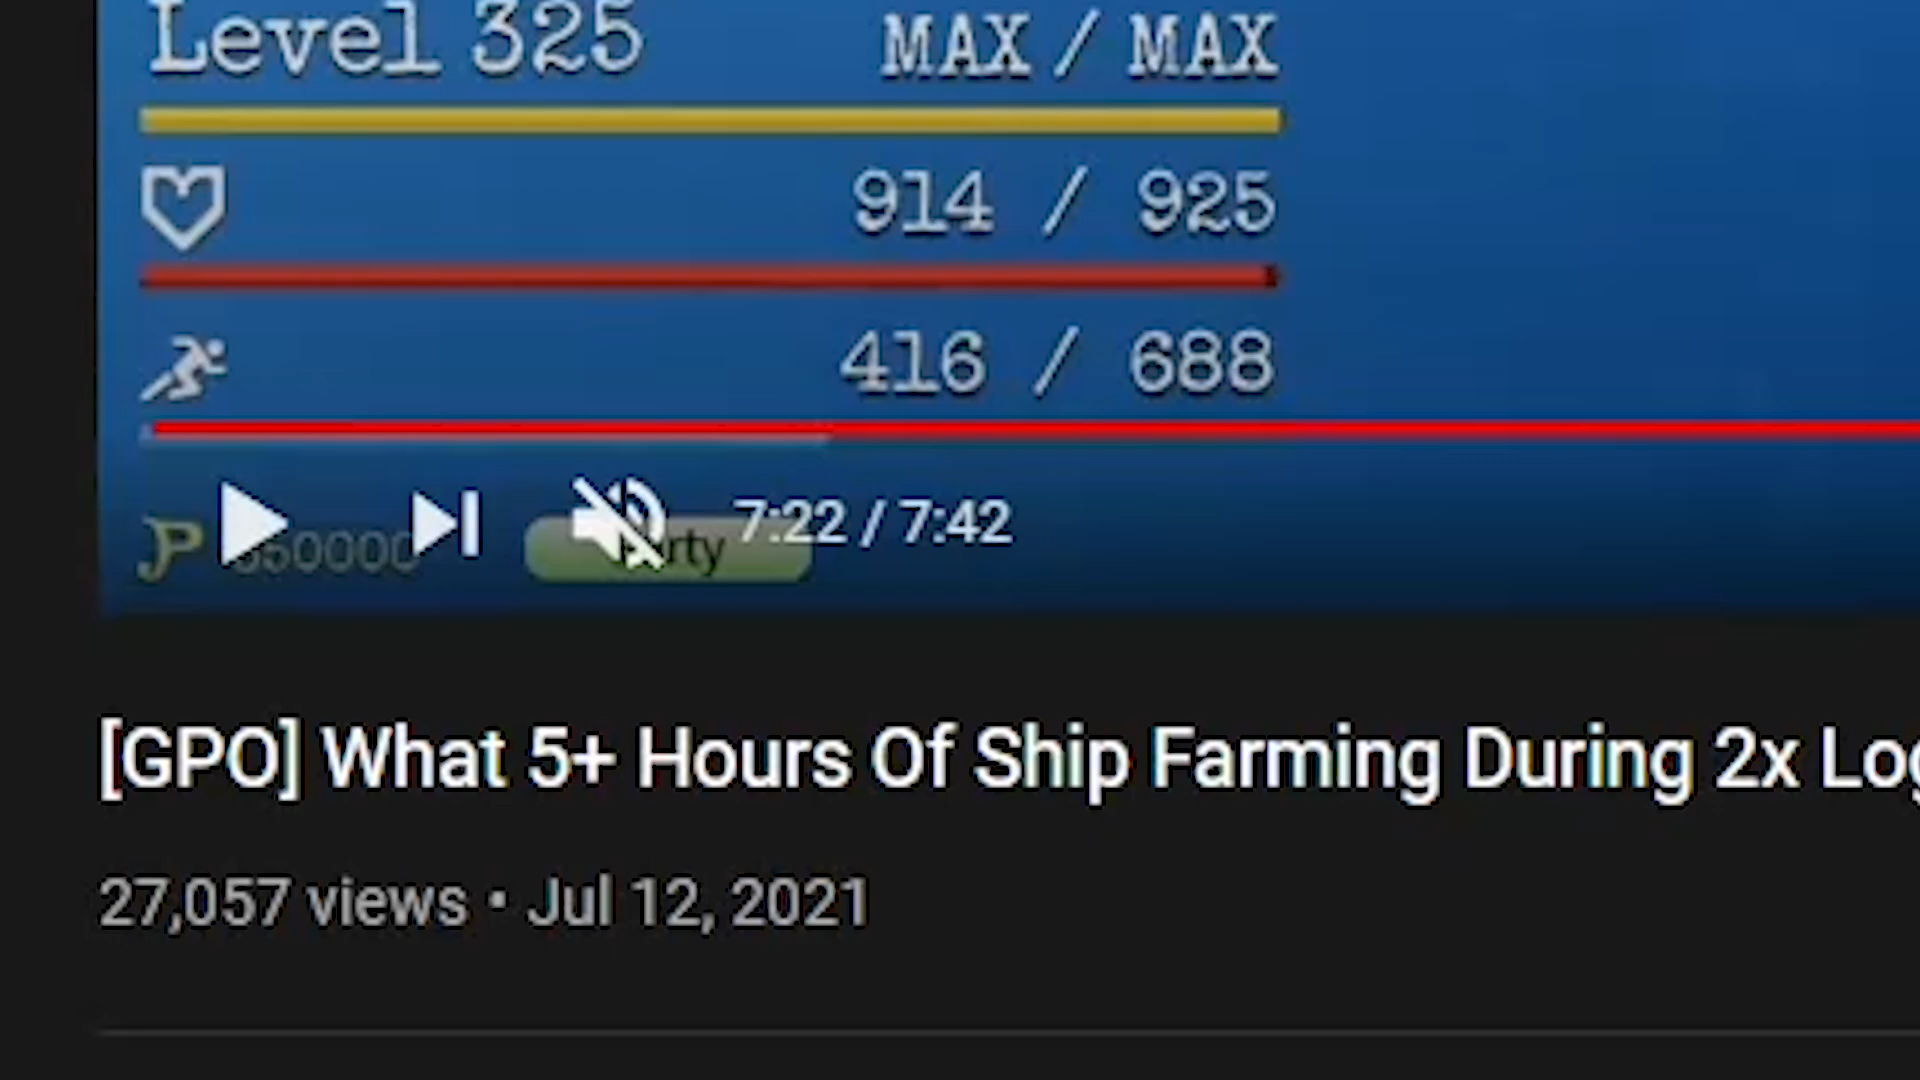 Level 325 MAX / MAX
914 / 925
416 / 688
7:22 / 7:42
[GPO] What 5+ Hours Of Ship Farming During 2x
27,057 views • Jul 12, 2021